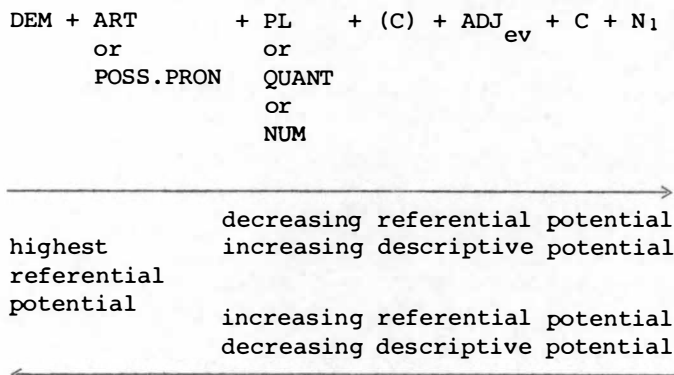 DEM + ART + PL + (C) + ADJev + C + N1
or or
POSS.PRON QUANT
or
NUM
decreasing referential potential
highest increasing descriptive potential
referential
potential
increasing referential potential
decreasing descriptive potential